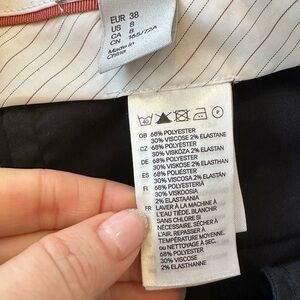 EUR 38
US 8
CA 8
CN 165/72A
Made in
China
40
P
GB 68% POLYESTER
30% VISCOSE 2% ELASTANE
CZ 68% POLYESTER
30% VISKÓZA 2% ELASTAN
DE 68% POLYESTER
30% VISKOSE 2% ELASTHAN
ES 68% POLIÉSTER
30% VISCOSA 2% ELASTÁN
FI 68% POLYESTERIÄ
30% VISKOOSIA
2% ELASTAANIA
FR LAVER À LA MACHINE À
L'EAU TIÈDE. BLANCHIR
SANS CHLORE SI
NÉCESSAIRE. SÉCHER À
L'AIR. REPASSER À
TEMPÉRATURE MOYENNE.
ou NETTOYAGE À SEC.
68% POLYESTER
30% VISCOSE
2% ELASTHANNE